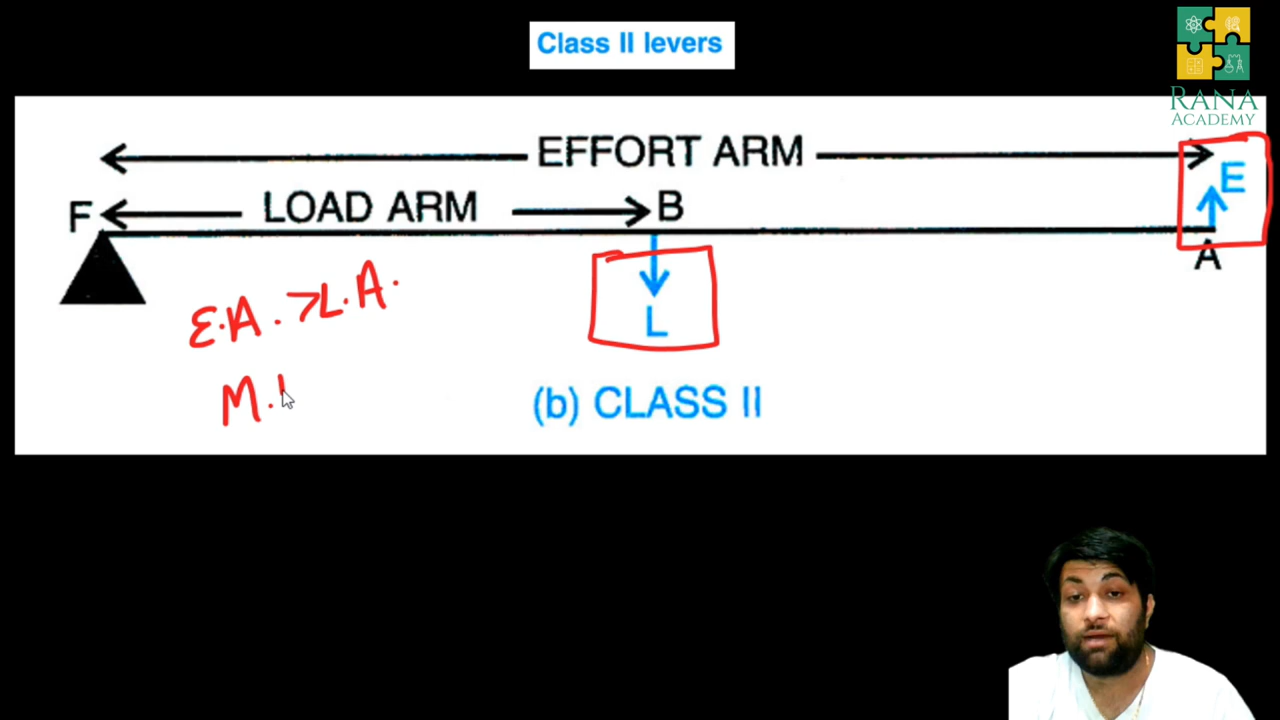 Class II levers
RANA
ACADEMY
EFFORT ARM
E
F
LOAD ARM
B
A
E.A. >L.A.
L
M.
(b) CLASS II